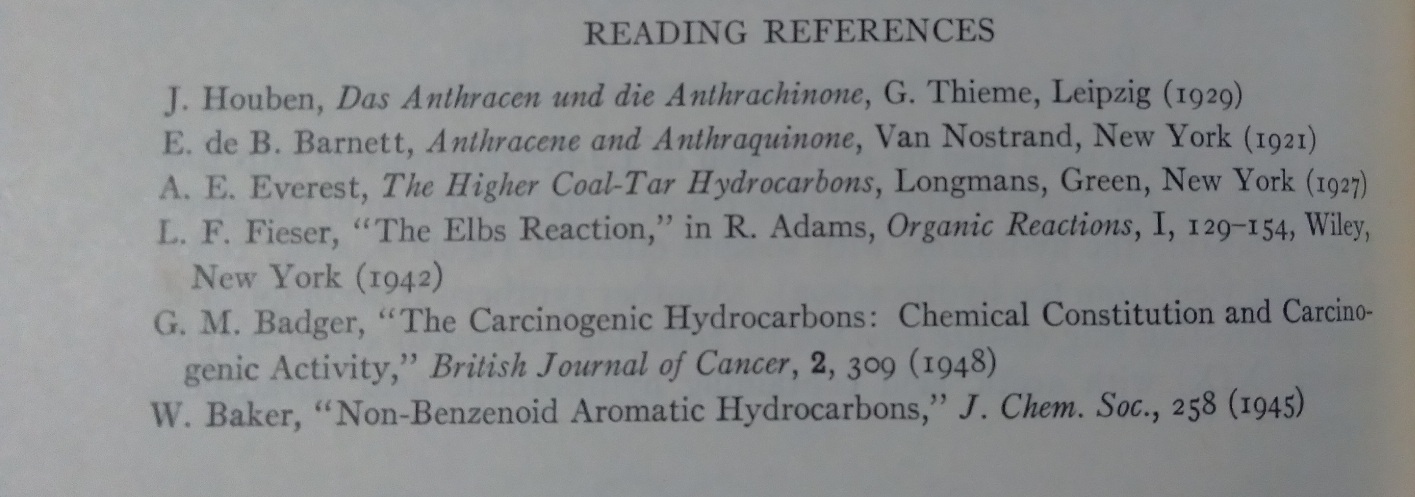 READING REFERENCES
J. Houben, Das Anthracen und die Anthrachinone, G. Thieme, Leipzig (1929)
E. de B. Barnett, Anthracene and Anthraquinone, Van Nostrand, New York (1921)
A. E. Everest, The Higher Coal-Tar Hydrocarbons, Longmans, Green, New York (1927)
L. F. Fieser, “The Elbs Reaction,” in R. Adams, Organic Reactions, I, 129–154, Wiley,
New York (1942)
G. M. Badger, “The Carcinogenic Hydrocarbons: Chemical Constitution and Carcino-
genic Activity,” British Journal of Cancer, 2, 309 (1948)
W. Baker, “Non-Benzenoid Aromatic Hydrocarbons,” J. Chem. Soc., 258 (1945)